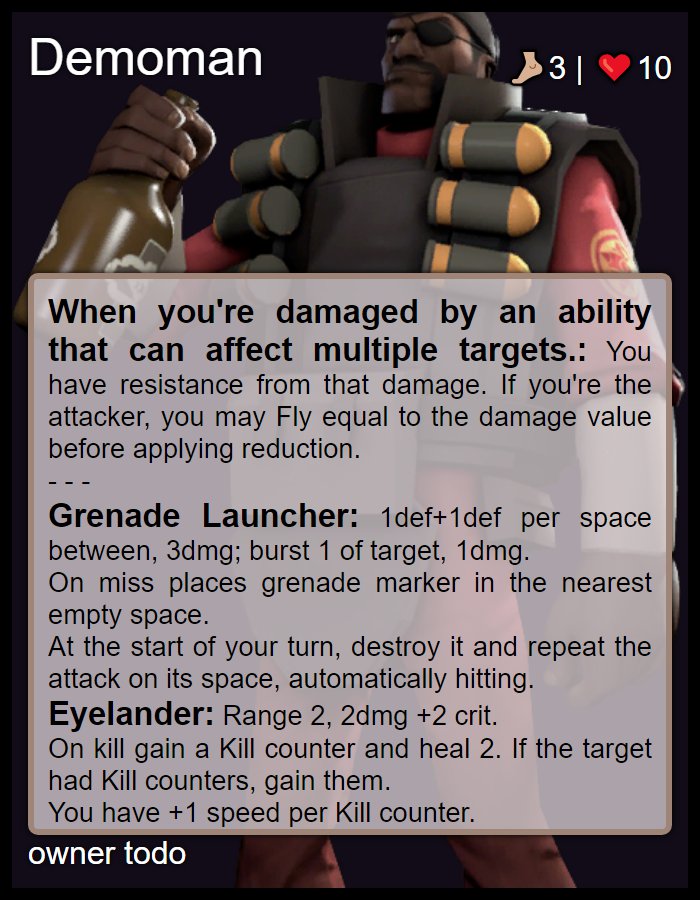 Demoman
🦶3 | ❤️10
When you're damaged by an ability
that can affect multiple targets.: You
have resistance from that damage. If you're the
attacker, you may Fly equal to the damage value
before applying reduction.
- - -
Grenade Launcher: 1def+1def per space
between, 3dmg; burst 1 of target, 1dmg.
On miss places grenade marker in the nearest
empty space.
At the start of your turn, destroy it and repeat the
attack on its space, automatically hitting.
Eyelander: Range 2, 2dmg +2 crit.
On kill gain a Kill counter and heal 2. If the target
had Kill counters, gain them.
You have +1 speed per Kill counter.
owner todo